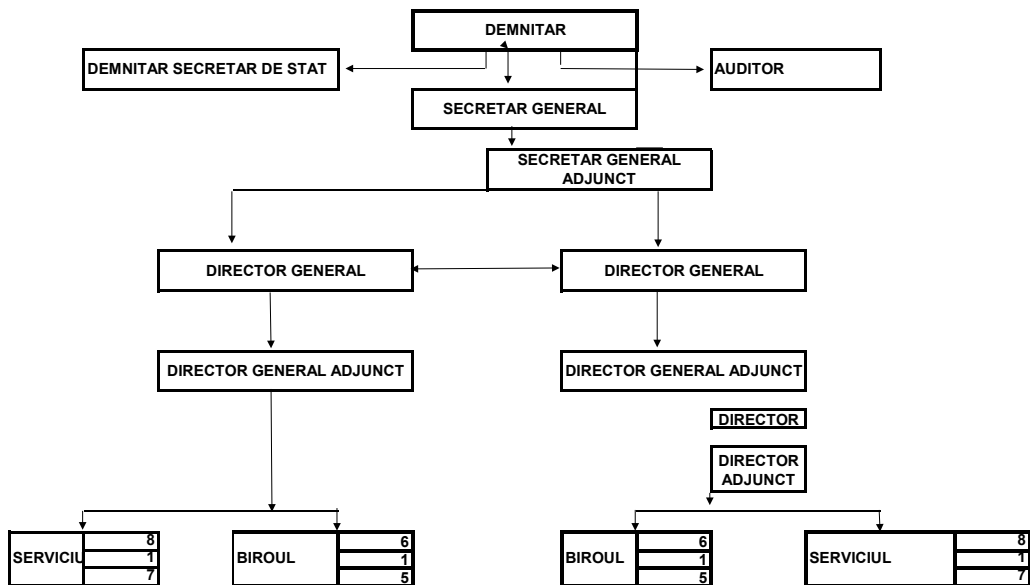 DEMNITAR
DEMNITAR SECRETAR DE STAT
AUDITOR
SECRETAR GENERAL
SECRETAR GENERAL
ADJUNCT
DIRECTOR GENERAL
DIRECTOR GENERAL
DIRECTOR GENERAL ADJUNCT
DIRECTOR GENERAL ADJUNCT
DIRECTOR
DIRECTOR
ADJUNCT
SERVICIU
8
1
7
BIROUL
6
1
5
BIROUL
6
1
5
SERVICIUL
8
1
7